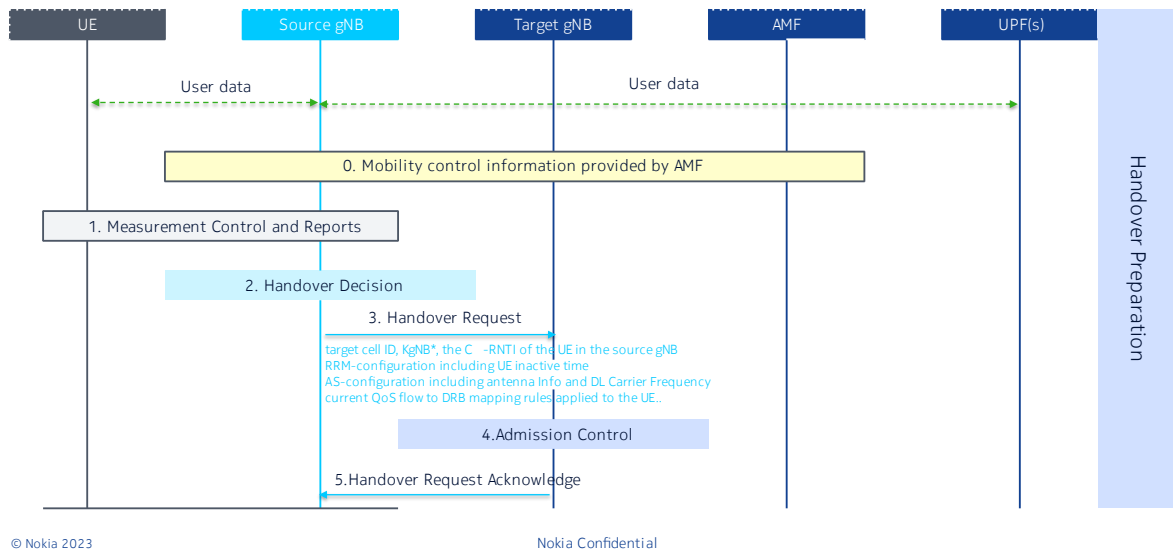 UE Source gNB Target gNB AMF UPF(s)
User data User data
0. Mobility control information provided by AMF
1. Measurement Control and Reports
2. Handover Decision
3. Handover Request
target cell ID, KgNB*, the C -RNTI of the UE in the source gNB
RRM-configuration including UE inactive time
AS-configuration including antenna Info and DL Carrier Frequency
current QoS flow to DRB mapping rules applied to the UE..
4.Admission Control
5.Handover Request Acknowledge
Handover Preparation
© Nokia 2023 Nokia Confidential